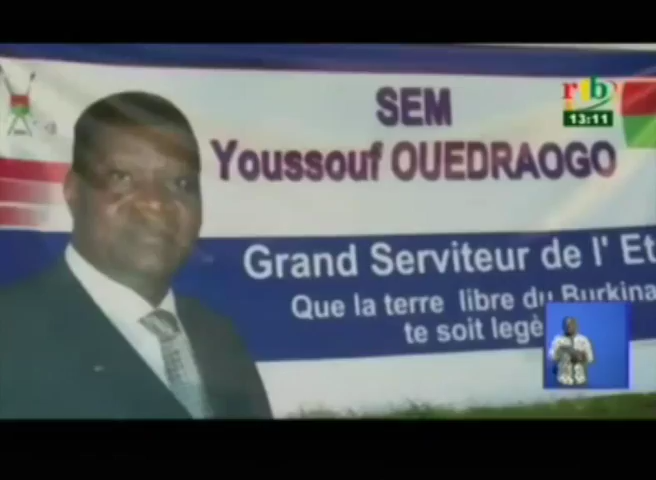 SEM
rtb
13:11
Youssouf OUEDRAOGO
Grand Serviteur de l' Et
Que la terre libre du Burkina
te soit legè